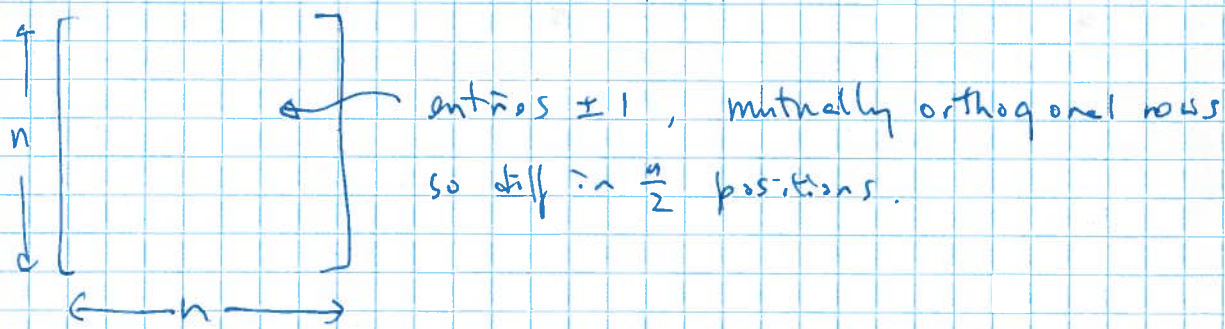 entries ±1, mutually orthogonal rows
n
so diff in n/2 positions.
n